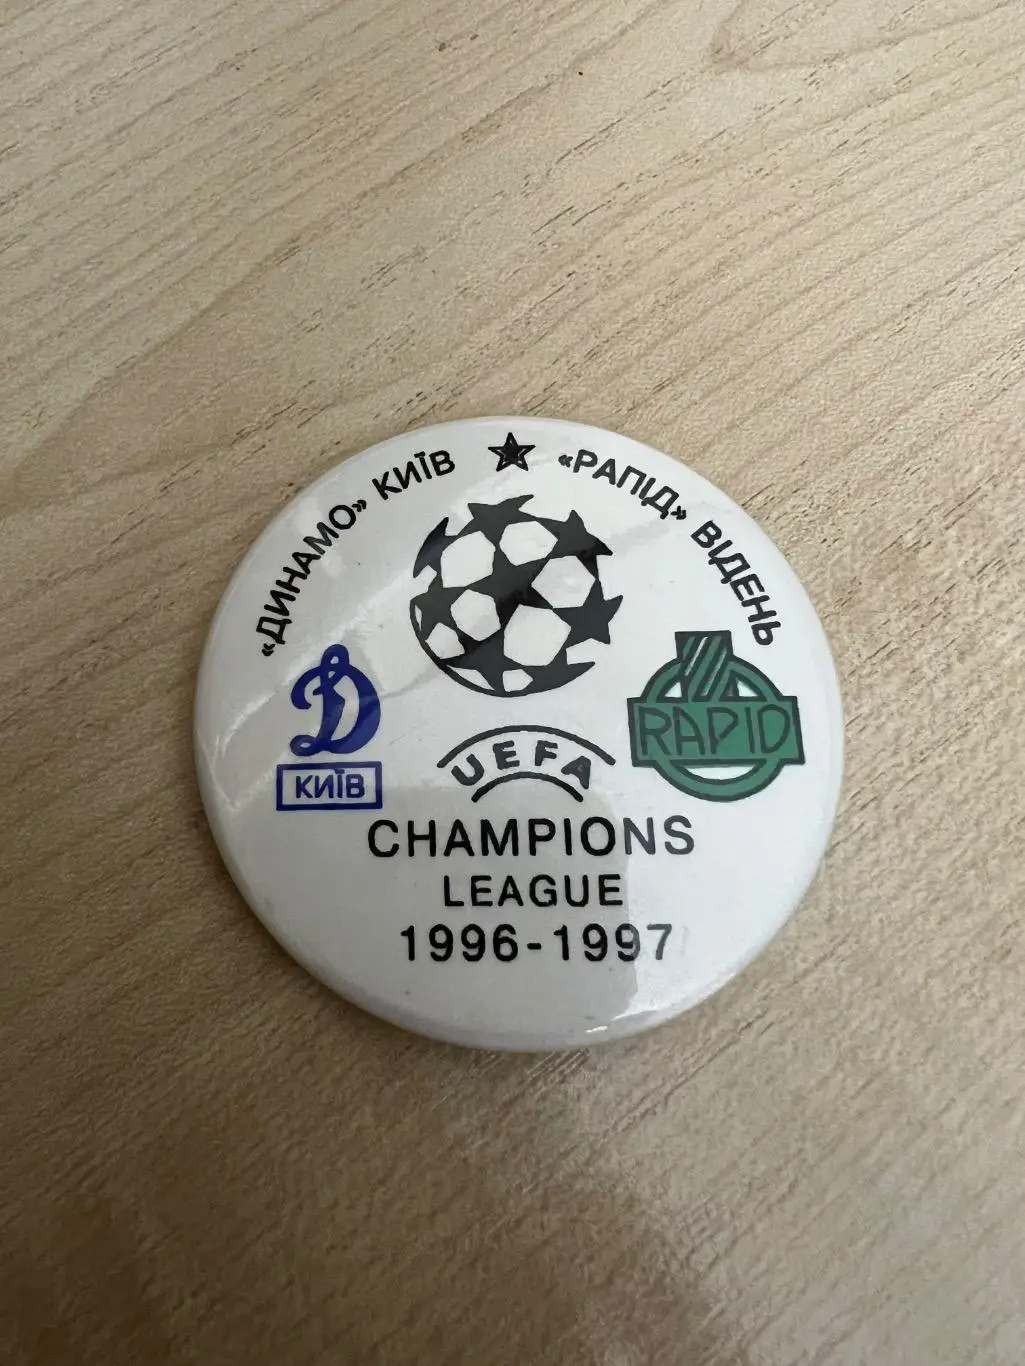 «ДИНАМО» КИЇВ ★ «РАПІД» ВІДЕНЬ
Д
КИЇВ
RAPID
UEFA
CHAMPIONS
LEAGUE
1996-1997